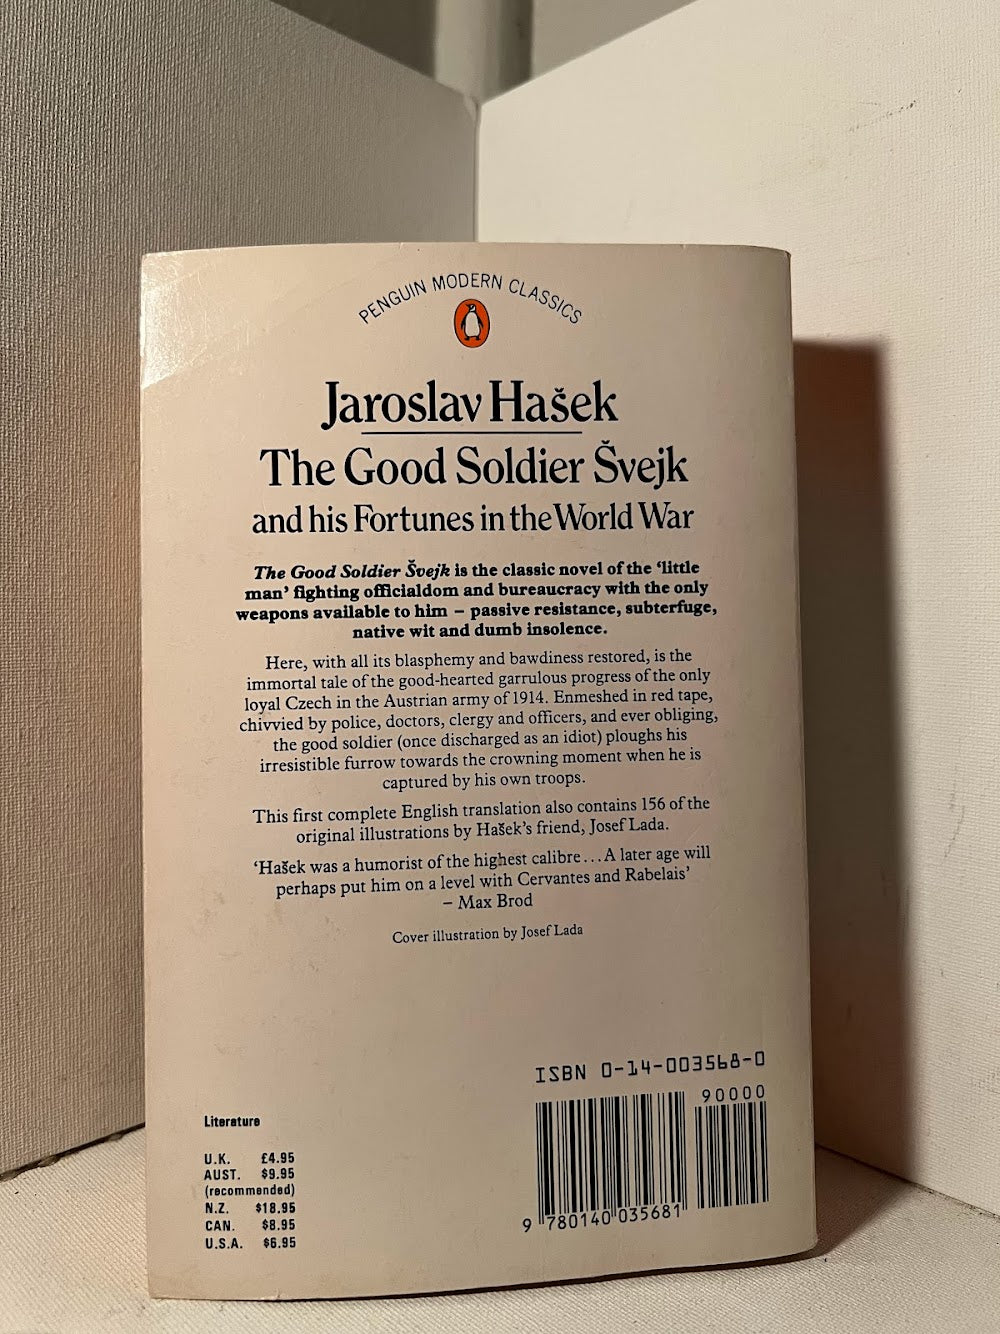 PENGUIN MODERN CLASSICS
Jaroslav Hašek
The Good Soldier Švejk
and his Fortunes in the World War
The Good Soldier Švejk is the classic novel of the ‘little
man’ fighting officialdom and bureaucracy with the only
weapons available to him – passive resistance, subterfuge,
native wit and dumb insolence.
Here, with all its blasphemy and bawdiness restored, is the
immortal tale of the good-hearted garrulous progress of the only
loyal Czech in the Austrian army of 1914. Enmeshed in red tape,
chivvied by police, doctors, clergy and officers, and ever obliging,
the good soldier (once discharged as an idiot) ploughs his
irresistible furrow towards the crowning moment when he is
captured by his own troops.
This first complete English translation also contains 156 of the
original illustrations by Hašek’s friend, Josef Lada.
‘Hašek was a humorist of the highest calibre...A later age will
perhaps put him on a level with Cervantes and Rabelais’
– Max Brod
Cover illustration by Josef Lada
ISBN 0-14-003568-0
90000
9 780140 035681
Literature
U.K. £4.95
AUST. $9.95
(recommended)
N.Z. $18.95
CAN. $8.95
U.S.A. $6.95